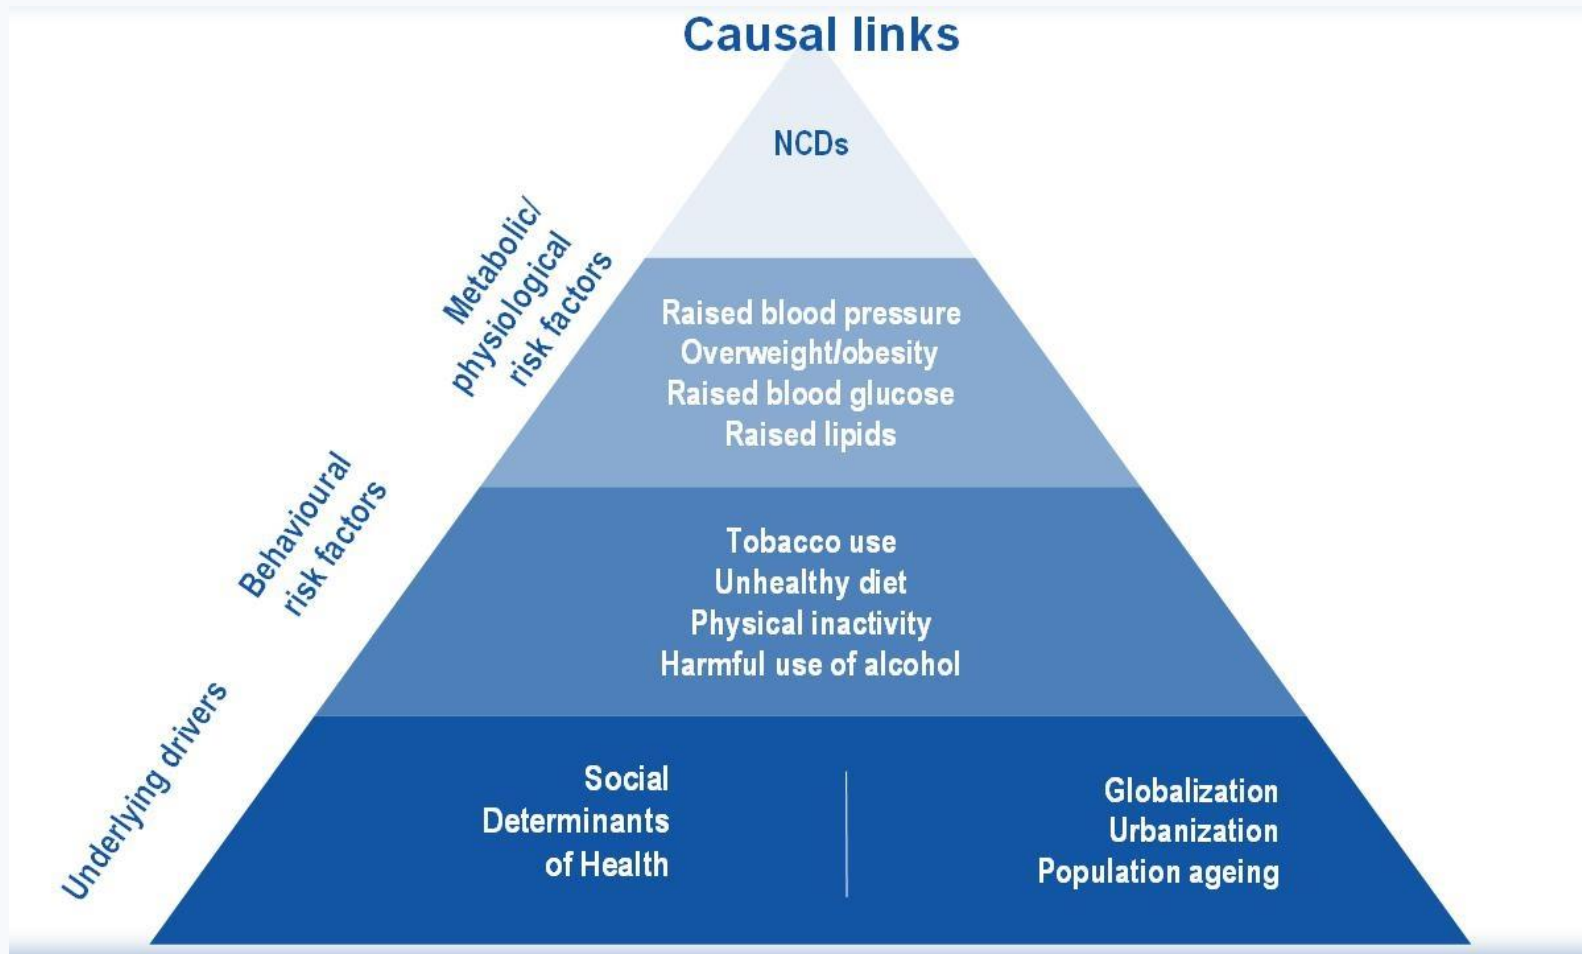 Causal links
NCDs
Metabolic/
physiological
risk factors
Raised blood pressure
Overweight/obesity
Raised blood glucose
Raised lipids
Behavioural
risk factors
Tobacco use
Unhealthy diet
Physical inactivity
Harmful use of alcohol
Underlying drivers
Social
Determinants
of Health
Globalization
Urbanization
Population ageing